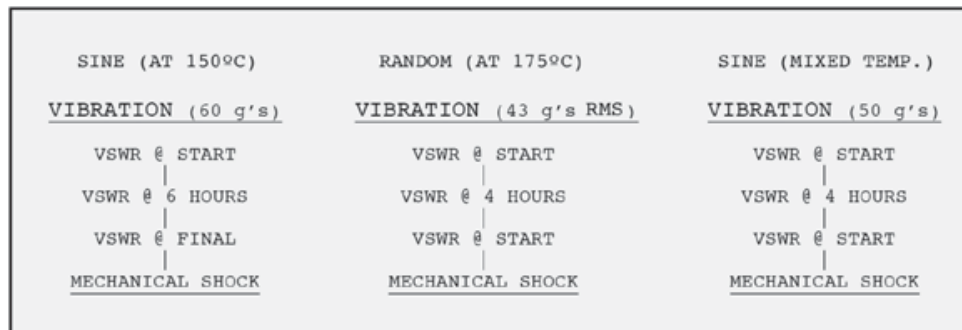 SINE (AT 150ºC)
VIBRATION (60 g's)
VSWR @ START
VSWR @ 6 HOURS
VSWR @ FINAL
MECHANICAL SHOCK
RANDOM (AT 175ºC)
VIBRATION (43 g's RMS)
VSWR @ START
VSWR @ 4 HOURS
VSWR @ START
MECHANICAL SHOCK
SINE (MIXED TEMP.)
VIBRATION (50 g's)
VSWR @ START
VSWR @ 4 HOURS
VSWR @ START
MECHANICAL SHOCK